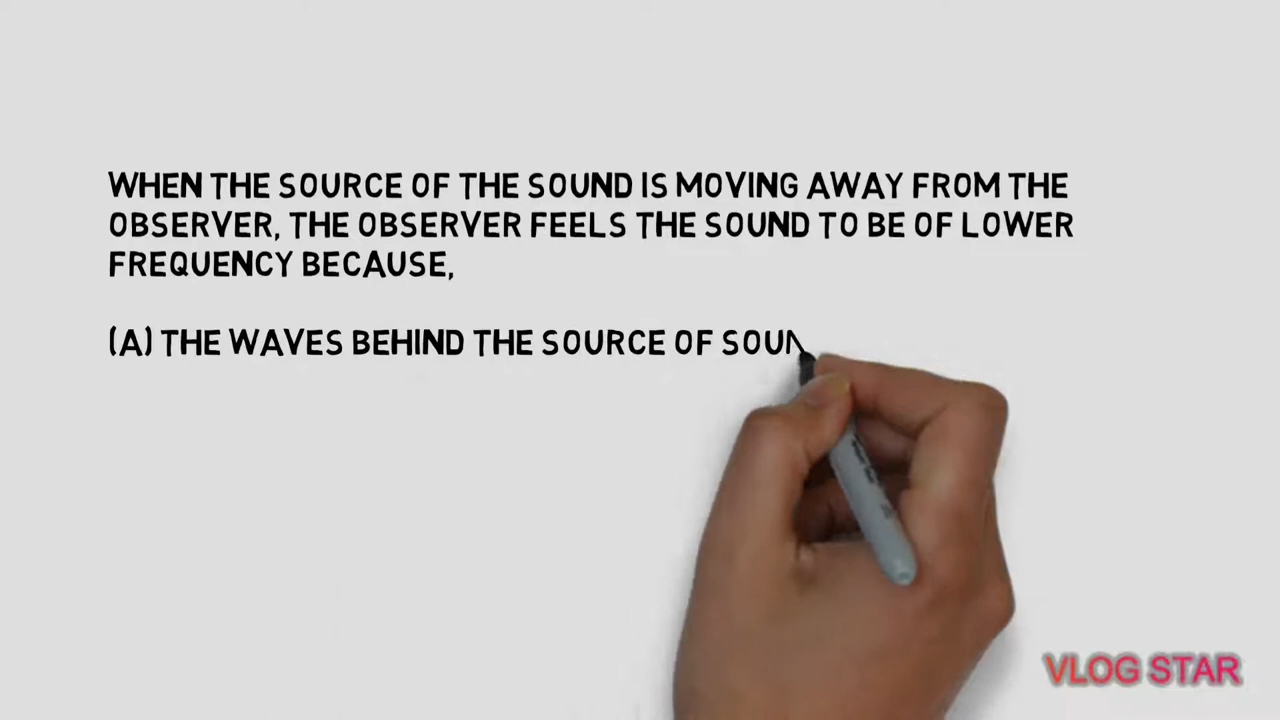 WHEN THE SOURCE OF THE SOUND IS MOVING AWAY FROM THE
OBSERVER, THE OBSERVER FEELS THE SOUND TO BE OF LOWER
FREQUENCY BECAUSE,
(A) THE WAVES BEHIND THE SOURCE OF SOUN
VLOG STAR